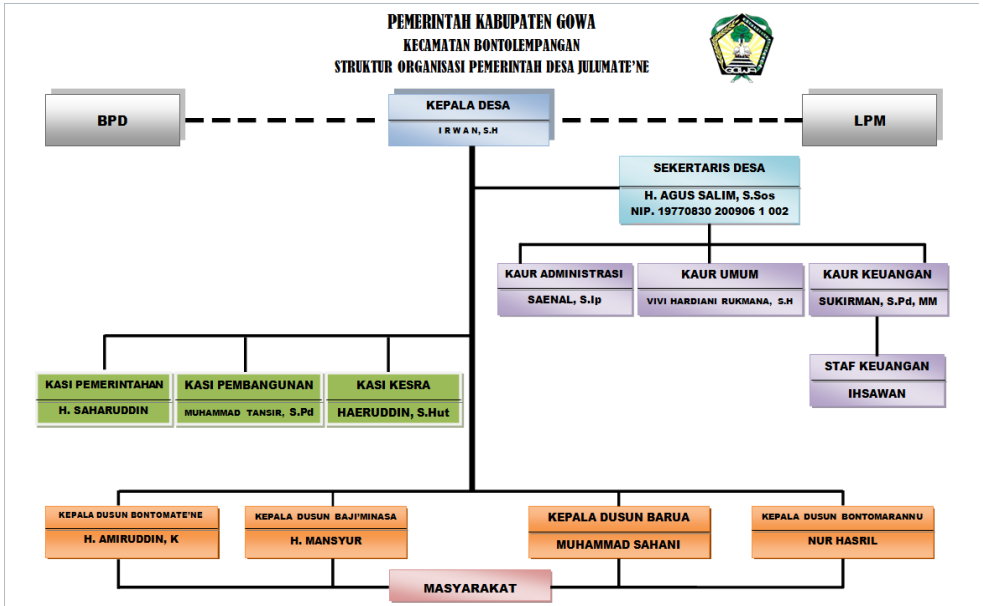 PEMERINTAH KABUPATEN GOWA
KECAMATAN BONTOLEMPANGAN
STRUKTUR ORGANISASI PEMERINTAH DESA JULUMATE'NE
BPD
KEPALA DESA
I R W A N, S.H
LPM
SEKERTARIS DESA
H. AGUS SALIM, S.Sos
NIP. 19770830 200906 1 002
KAUR ADMINISTRASI
SAENAL, S.Ip
KAUR UMUM
VIVI HARDIANI RUKMANA, S.H
KAUR KEUANGAN
SUKIRMAN, S.Pd, MM
STAF KEUANGAN
IHSAWAN
KASI PEMERINTAHAN
H. SAHARUDDIN
KASI PEMBANGUNAN
MUHAMMAD TANSIR, S.Pd
KASI KESRA
HAERUDDIN, S.Hut
KEPALA DUSUN BONTOMATE'NE
H. AMIRUDDIN, K
KEPALA DUSUN BAJI'MINASA
H. MANSYUR
KEPALA DUSUN BARUA
MUHAMMAD SAHANI
KEPALA DUSUN BONTOMARANNU
NUR HASRIL
MASYARAKAT